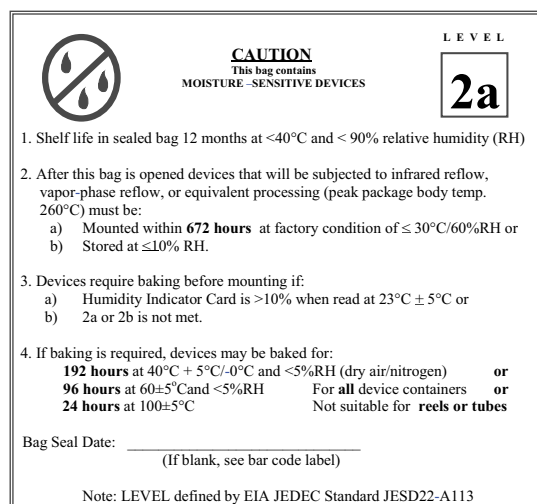 L E V E L
CAUTION
This bag contains
MOISTURE –SENSITIVE DEVICES
2a
1. Shelf life in sealed bag 12 months at <40°C and < 90% relative humidity (RH)
2. After this bag is opened devices that will be subjected to infrared reflow,
vapor-phase reflow, or equivalent processing (peak package body temp.
260°C) must be:
a) Mounted within 672 hours at factory condition of ≤ 30°C/60%RH or
b) Stored at ≤10% RH.
3. Devices require baking before mounting if:
a) Humidity Indicator Card is >10% when read at 23°C ± 5°C or
b) 2a or 2b is not met.
4. If baking is required, devices may be baked for:
192 hours at 40°C + 5°C/-0°C and <5%RH (dry air/nitrogen) or
96 hours at 60±5°Cand <5%RH For all device containers or
24 hours at 100±5°C Not suitable for reels or tubes
Bag Seal Date: ______________________________
(If blank, see bar code label)
Note: LEVEL defined by EIA JEDEC Standard JESD22-A113